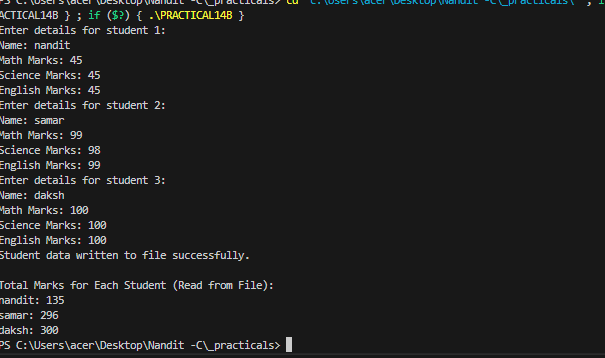 PS C:\Users\acer\Desktop\Nandit -C\_practicals> cd "c:\Users\acer\Desktop\Nandit -C\_practicals\" ; i
ACTICAL14B } ; if ($?) { .\PRACTICAL14B }
Enter details for student 1:
Name: nandit
Math Marks: 45
Science Marks: 45
English Marks: 45
Enter details for student 2:
Name: samar
Math Marks: 99
Science Marks: 98
English Marks: 99
Enter details for student 3:
Name: daksh
Math Marks: 100
Science Marks: 100
English Marks: 100
Student data written to file successfully.
Total Marks for Each Student (Read from File):
nandit: 135
samar: 296
daksh: 300
PS C:\Users\acer\Desktop\Nandit -C\_practicals>